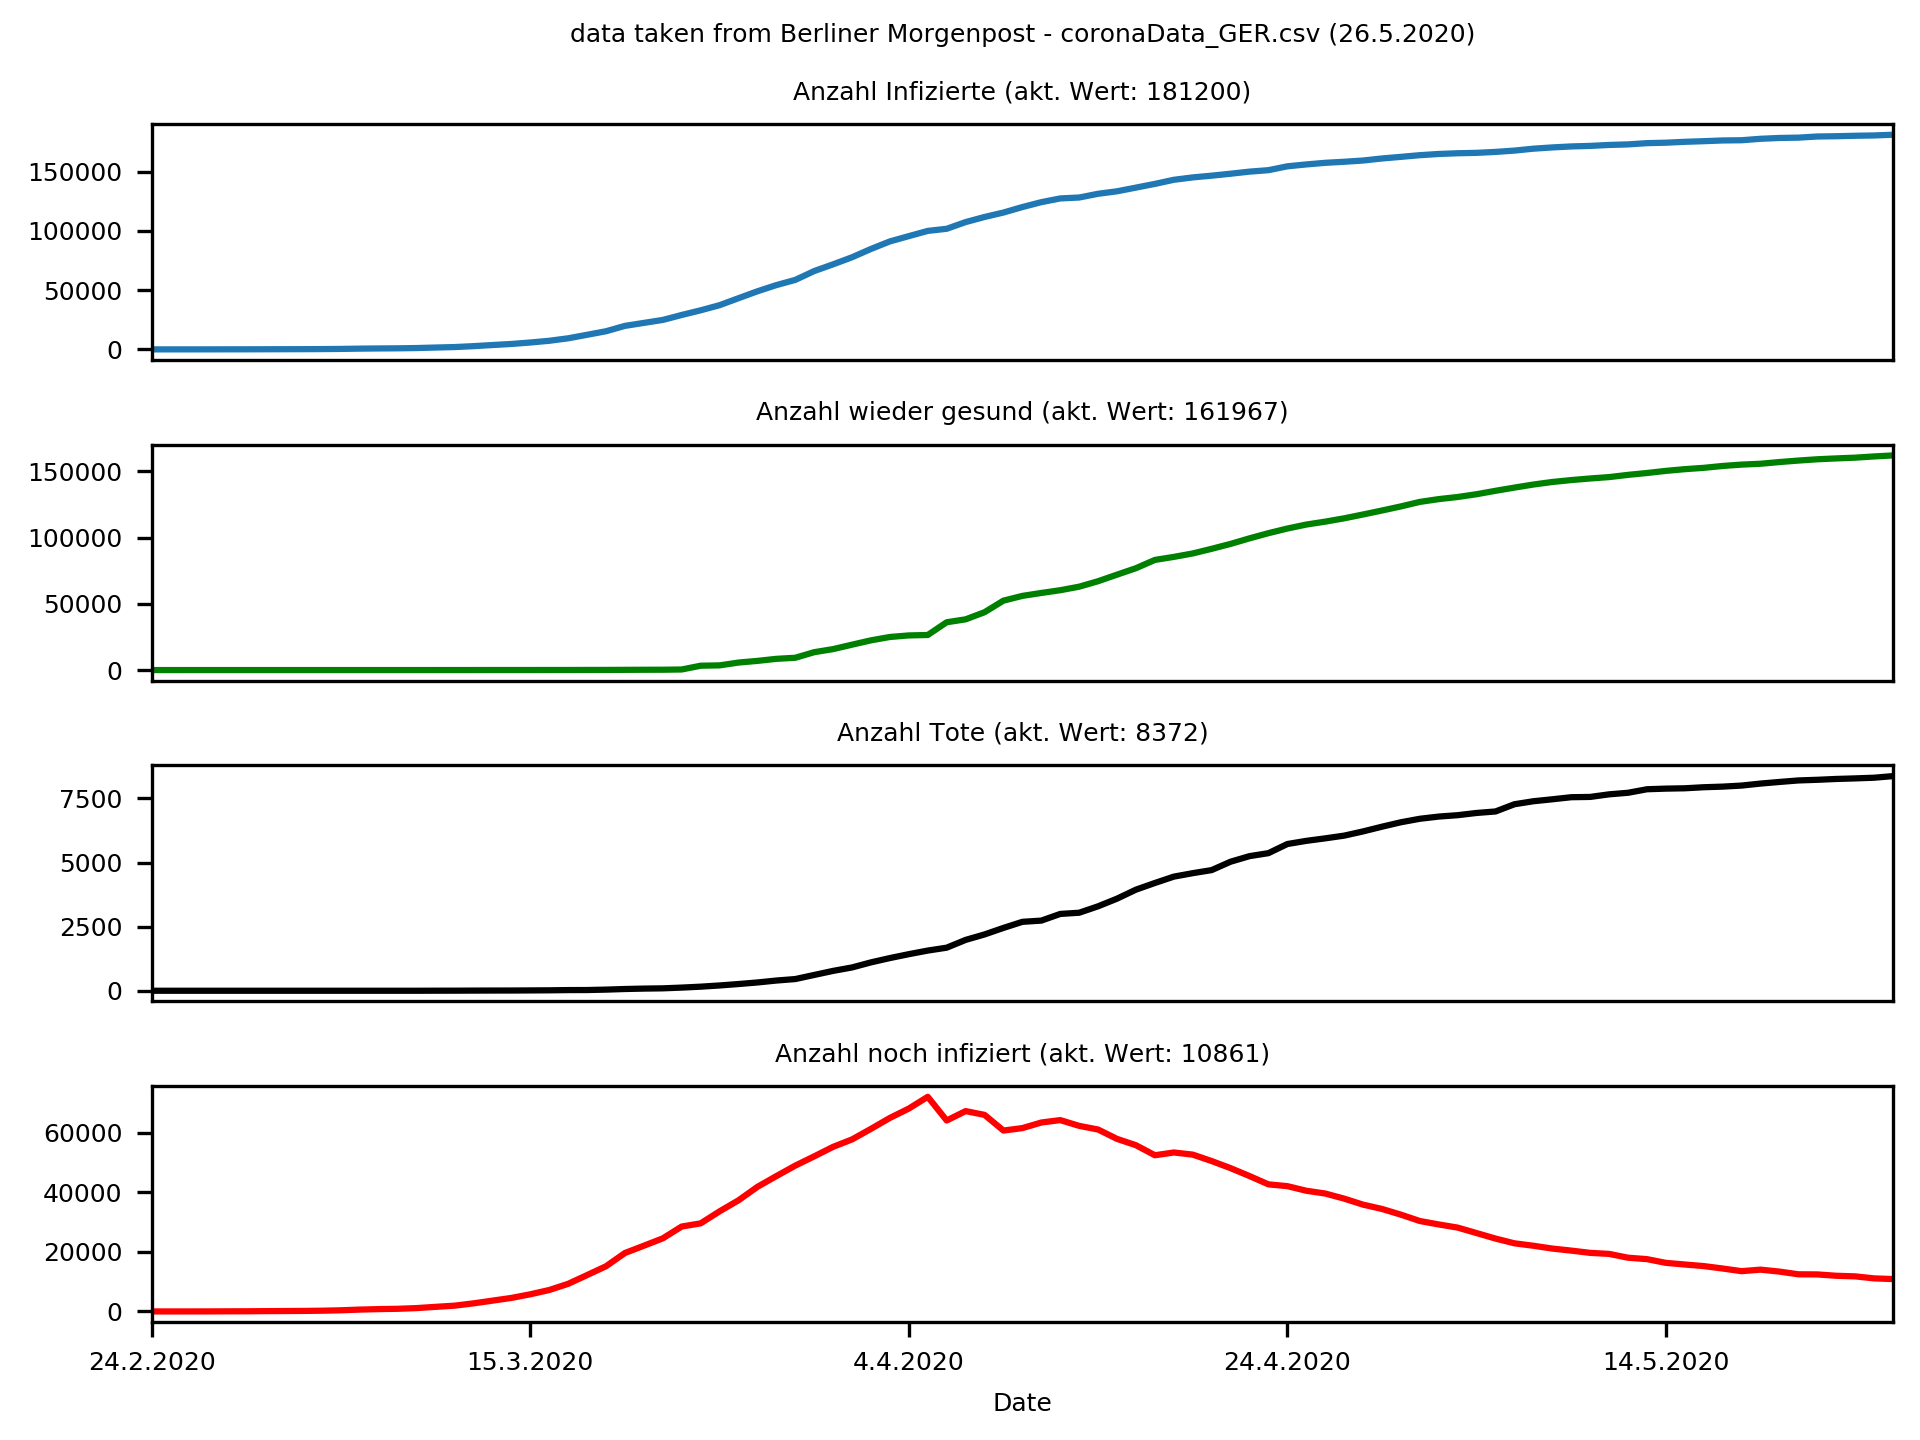 data taken from Berliner Morgenpost - coronaData_GER.csv (26.5.2020)
Anzahl Infizierte (akt. Wert: 181200)
150000
100000
50000
0
Anzahl wieder gesund (akt. Wert: 161967)
150000
100000
50000
0
Anzahl Tote (akt. Wert: 8372)
7500
5000
2500
0
Anzahl noch infiziert (akt. Wert: 10861)
60000
40000
20000
0
24.2.2020 15.3.2020 4.4.2020 24.4.2020 14.5.2020
Date